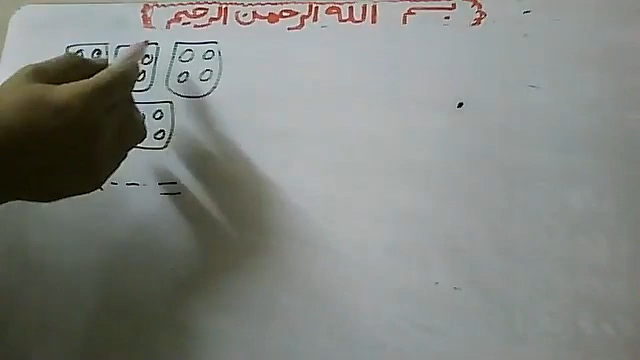 بسم الله الرحمن الرحيم
--- =